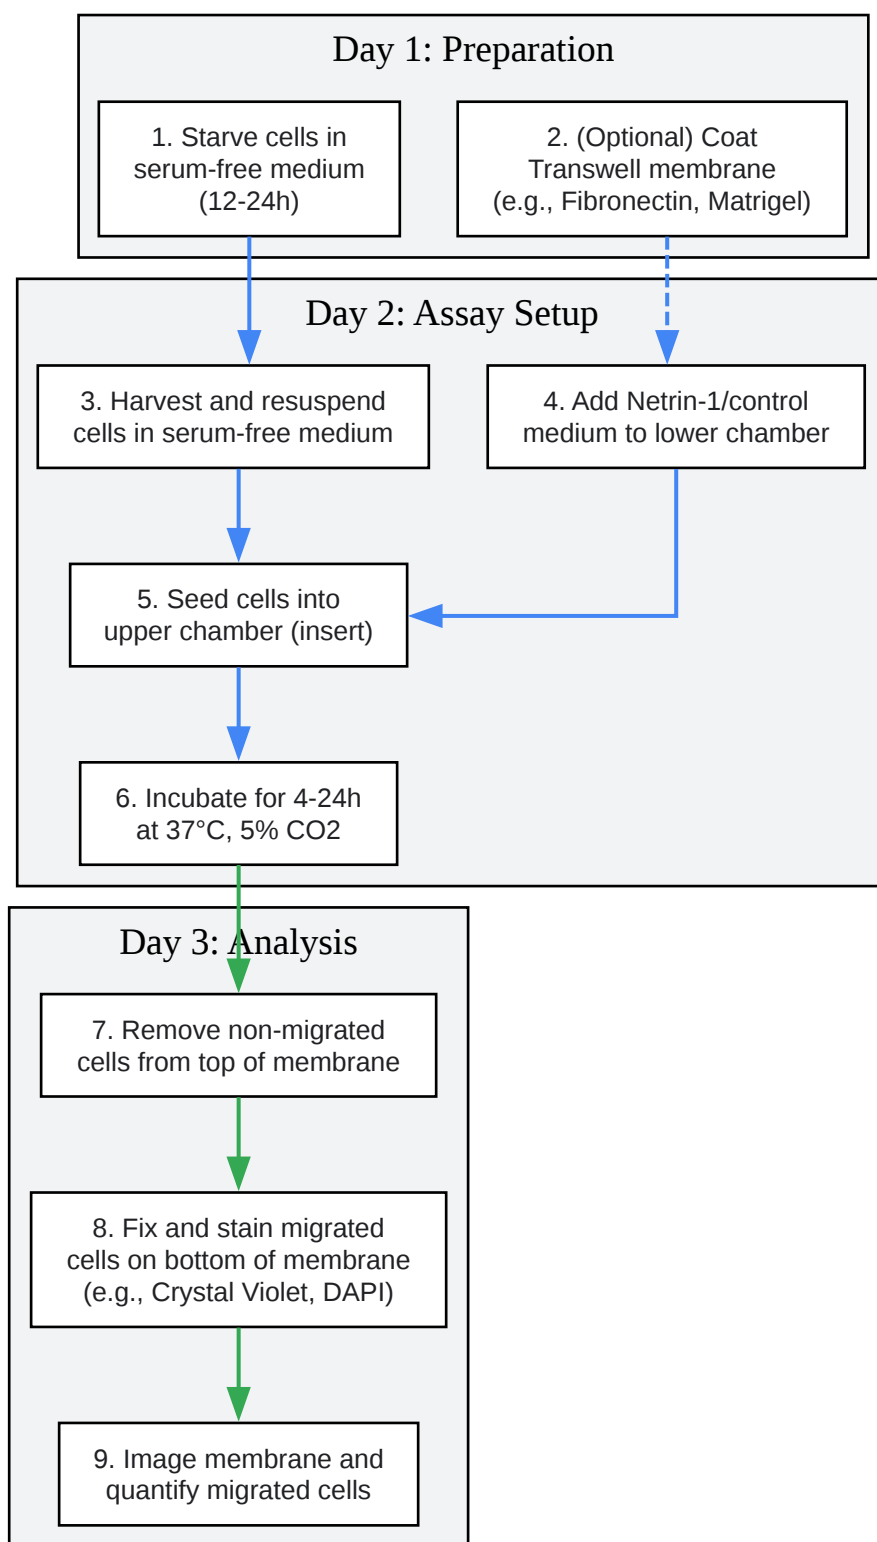 Day 1: Preparation
1. Starve cells in
serum-free medium
(12-24h)
2. (Optional) Coat
Transwell membrane
(e.g., Fibronectin, Matrigel)
Day 2: Assay Setup
3. Harvest and resuspend
cells in serum-free medium
4. Add Netrin-1/control
medium to lower chamber
5. Seed cells into
upper chamber (insert)
6. Incubate for 4-24h
at 37°C, 5% CO2
Day 3: Analysis
7. Remove non-migrated
cells from top of membrane
8. Fix and stain migrated
cells on bottom of membrane
(e.g., Crystal Violet, DAPI)
9. Image membrane and
quantify migrated cells